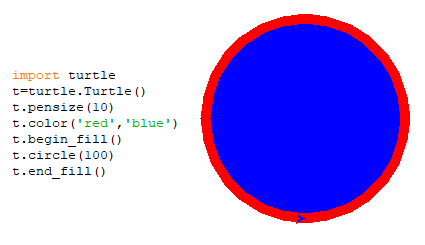 import turtle
t=turtle.Turtle()
t.pensize(10)
t.color('red','blue')
t.begin_fill()
t.circle(100)
t.end_fill()